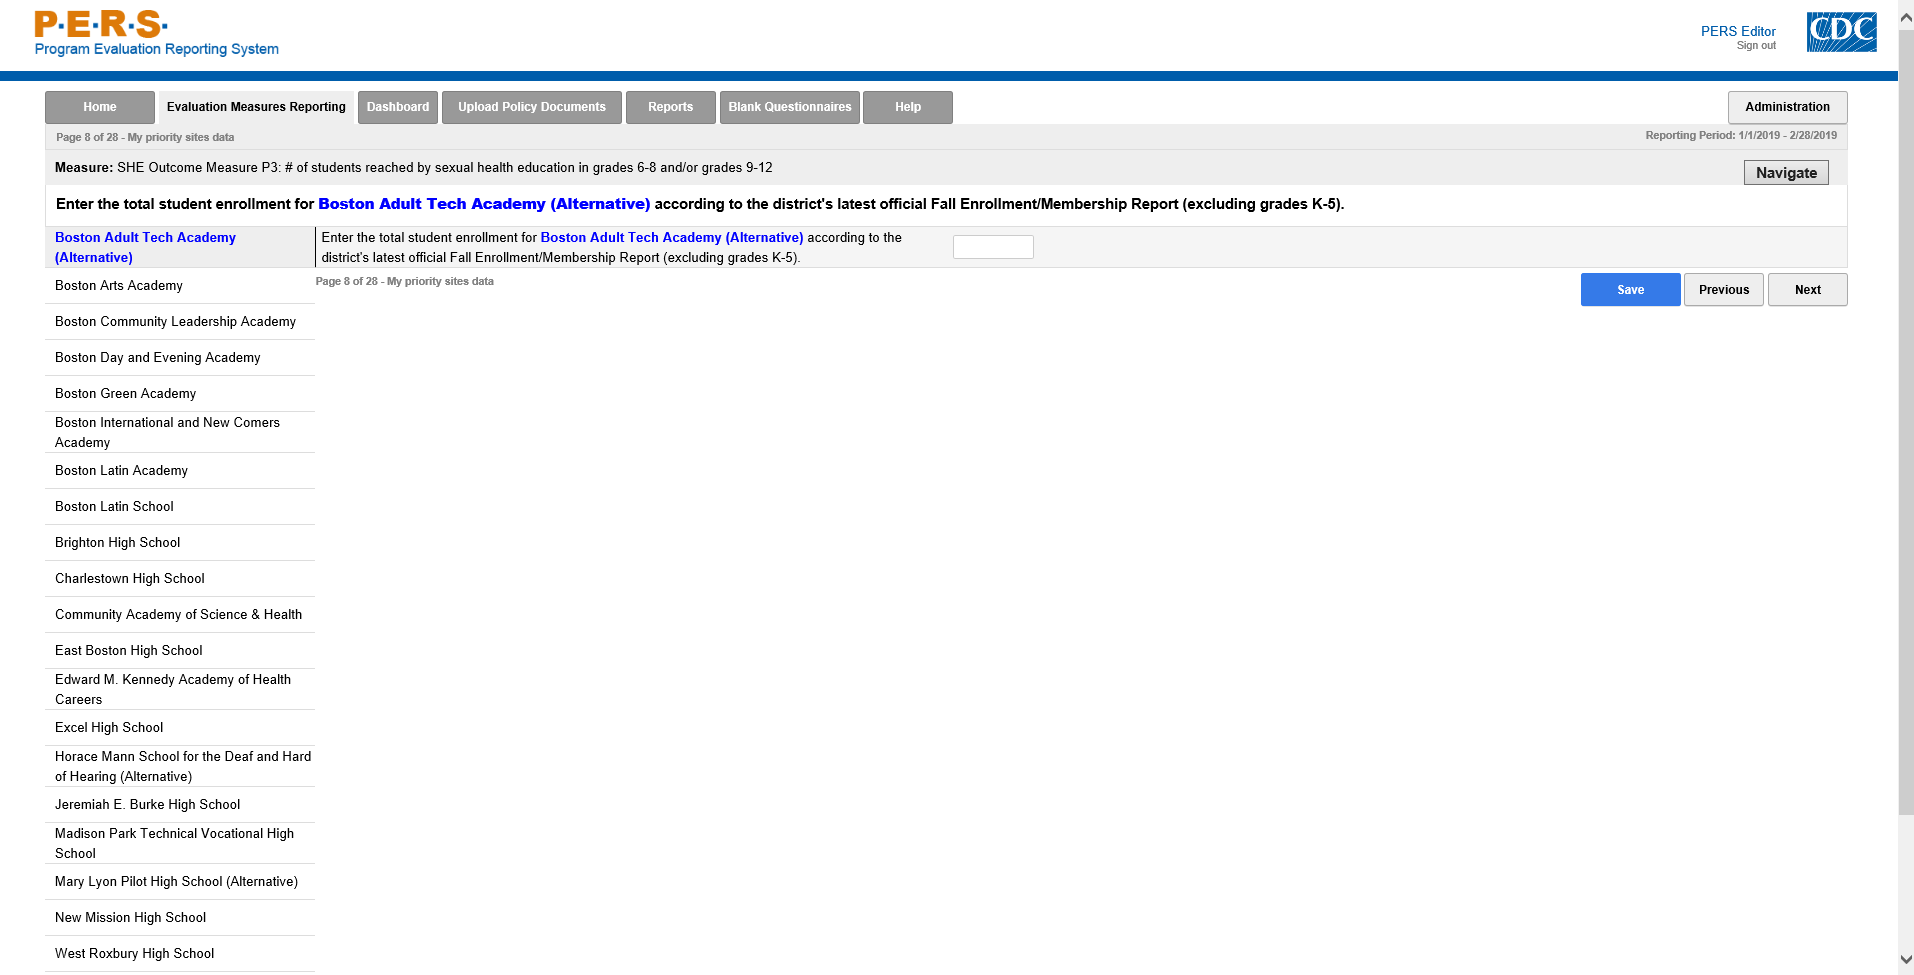 P.E.R.S.
Program Evaluation Reporting System
PERS Editor
Sign out
CDC
Home
Evaluation Measures Reporting
Dashboard
Upload Policy Documents
Reports
Blank Questionnaires
Help
Administration
Page 8 of 28 - My priority sites data
Reporting Period: 1/1/2019 - 2/28/2019
Measure: SHE Outcome Measure P3: # of students reached by sexual health education in grades 6-8 and/or grades 9-12
Navigate
Enter the total student enrollment for Boston Adult Tech Academy (Alternative) according to the district's latest official Fall Enrollment/Membership Report (excluding grades K-5).
Boston Adult Tech Academy
(Alternative)
Enter the total student enrollment for Boston Adult Tech Academy (Alternative) according to the
district's latest official Fall Enrollment/Membership Report (excluding grades K-5).
Page 8 of 28 - My priority sites data
Save
Previous
Next
Boston Arts Academy
Boston Community Leadership Academy
Boston Day and Evening Academy
Boston Green Academy
Boston International and New Comers
Academy
Boston Latin Academy
Boston Latin School
Brighton High School
Charlestown High School
Community Academy of Science & Health
East Boston High School
Edward M. Kennedy Academy of Health
Careers
Excel High School
Horace Mann School for the Deaf and Hard
of Hearing (Alternative)
Jeremiah E. Burke High School
Madison Park Technical Vocational High
School
Mary Lyon Pilot High School (Alternative)
New Mission High School
West Roxbury High School